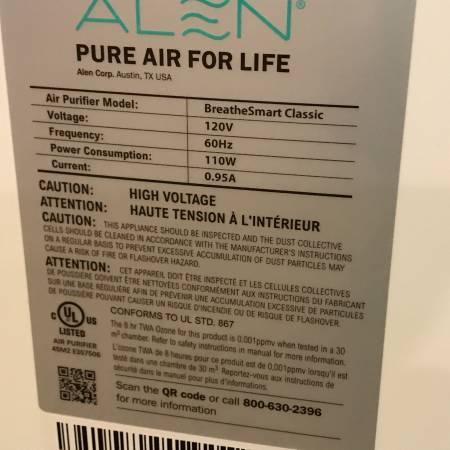 ALEN®
PURE AIR FOR LIFE
Alen Corp. Austin, TX USA
Air Purifier Model: BreatheSmart Classic
Voltage: 120V
Frequency: 60Hz
Power Consumption: 110W
Current: 0.95A
CAUTION: HIGH VOLTAGE
ATTENTION: HAUTE TENSION À L'INTÉRIEUR
CAUTION: THIS APPLIANCE SHOULD BE INSPECTED AND THE DUST COLLECTIVE
CELLS SHOULD BE CLEANED IN ACCORDANCE WITH THE MANUFACTURER'S INSTRUCTIONS
ON A REGULAR BASIS TO PREVENT EXCESSIVE ACCUMULATION OF DUST PARTICLES MAY
CAUSE A RISK OF FIRE OR FLASHOVER HAZARD.
ATTENTION: CET APPAREIL DOIT ÊTRE INSPECTÉ ET LES CELLULES COLLECTIVES
DE POUSSIÈRE DOIVENT ÊTRE NETTOYÉES CONFORMÉMENT AUX INSTRUCTIONS DU FABRICANT
SUR UNE BASE RÉGULIÈRE AFIN DE PRÉVENIR UNE ACCUMULATION EXCESSIVE DE PARTICULES
DE POUSSIÈRE POUVANT CAUSER UN RISQUE D'INCENDIE OU DE RISQUE DE FLASHOVER.
C UL US
LISTED
AIR PURIFIER
45M2 E357506
CONFORMS TO UL STD. 867
The 8 hr TWA Ozone for this product is 0.001ppmv when tested in a 30
m³ chamber. Refer to safety instructions in manual for more information.
L'ozone TWA de 8 heures pour ce produit est de 0,001ppmv lorsqu'il est
testé dans une chambre de 30 m³ Reportez-vous aux instructions de
sécurité dans le manuel pour plus d'informations.
Scan the QR code or call 800-630-2396
for more information